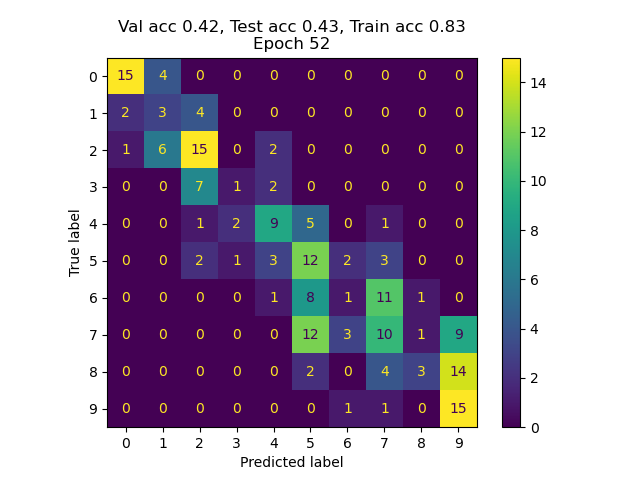 Val acc 0.42, Test acc 0.43, Train acc 0.83
Epoch 52
0 15 4 0 0 0 0 0 0 0 0
1 2 3 4 0 0 0 0 0 0 0
2 1 6 15 0 2 0 0 0 0 0
3 0 0 7 1 2 0 0 0 0 0
4 0 0 1 2 9 5 0 1 0 0
5 0 0 2 1 3 12 2 3 0 0
6 0 0 0 0 1 8 1 11 1 0
7 0 0 0 0 0 12 3 10 1 9
8 0 0 0 0 0 2 0 4 3 14
9 0 0 0 0 0 0 1 1 0 15
0 1 2 3 4 5 6 7 8 9
Predicted label
True label
14
12
10
8
6
4
2
0